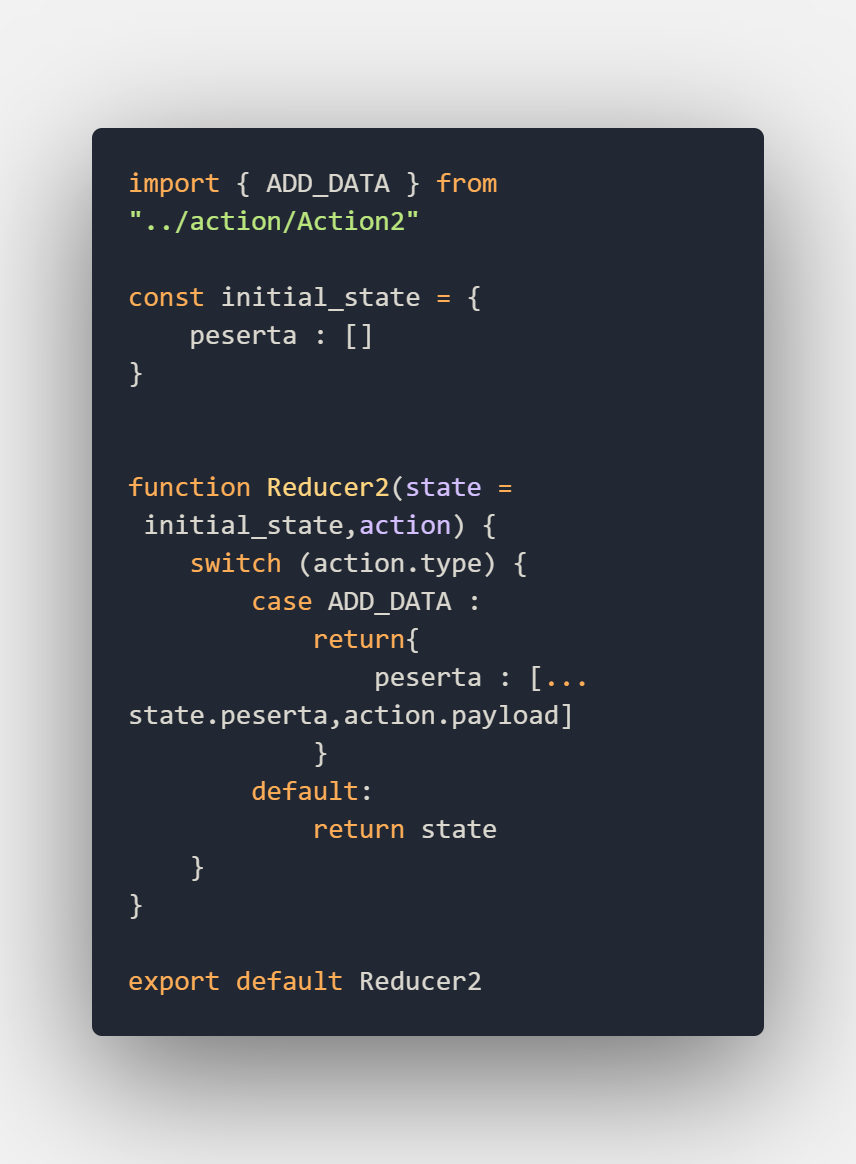 import { ADD_DATA } from
"../action/Action2"

const initial_state = {
    peserta : []
}


function Reducer2(state =
 initial_state,action) {
    switch (action.type) {
        case ADD_DATA :
            return{
                peserta : [...
state.peserta,action.payload]
            }
        default:
            return state
    }
}

export default Reducer2